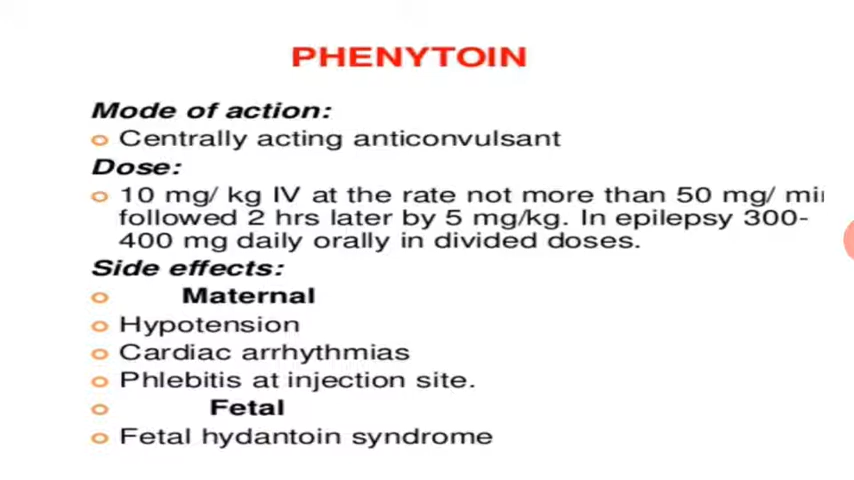 PHENYTOIN
Mode of action:
Centrally acting anticonvulsant
Dose:
10 mg/ kg IV at the rate not more than 50 mg/ min
followed 2 hrs later by 5 mg/kg. In epilepsy 300-
400 mg daily orally in divided doses.
Side effects:
Maternal
Hypotension
Cardiac arrhythmias
Phlebitis at injection site.
Fetal
Fetal hydantoin syndrome